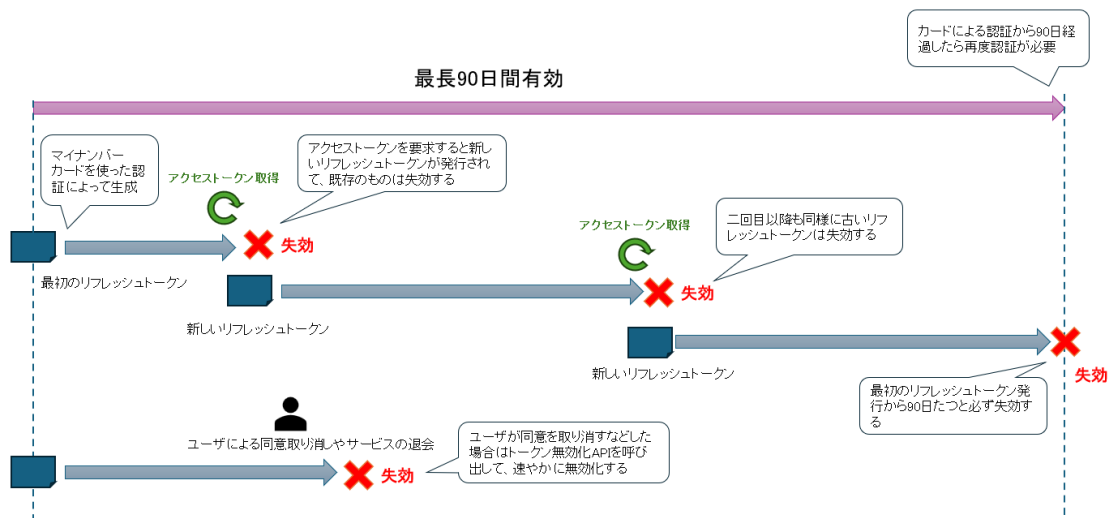 カードによる認証から90日経
過したら再度認証が必要
最長90日間有効
マイナンバー
カードを使った認
証によって生成
アクセストークン取得
アクセストークンを要求すると新し
いリフレッシュトークンが発行され
て、既存のものは失効する
失効
最初のリフレッシュトークン
アクセストークン取得
二回目以降も同様に古いリフ
レッシュトークンは失効する
失効
新しいリフレッシュトークン
新しいリフレッシュトークン
失効
最初のリフレッシュトークン発
行から90日たつと必ず失効す
る
ユーザによる同意取り消しやサービスの退会
失効
ユーザが同意を取り消すなどした
場合はトークン無効化APIを呼び
出して、速やかに無効化する